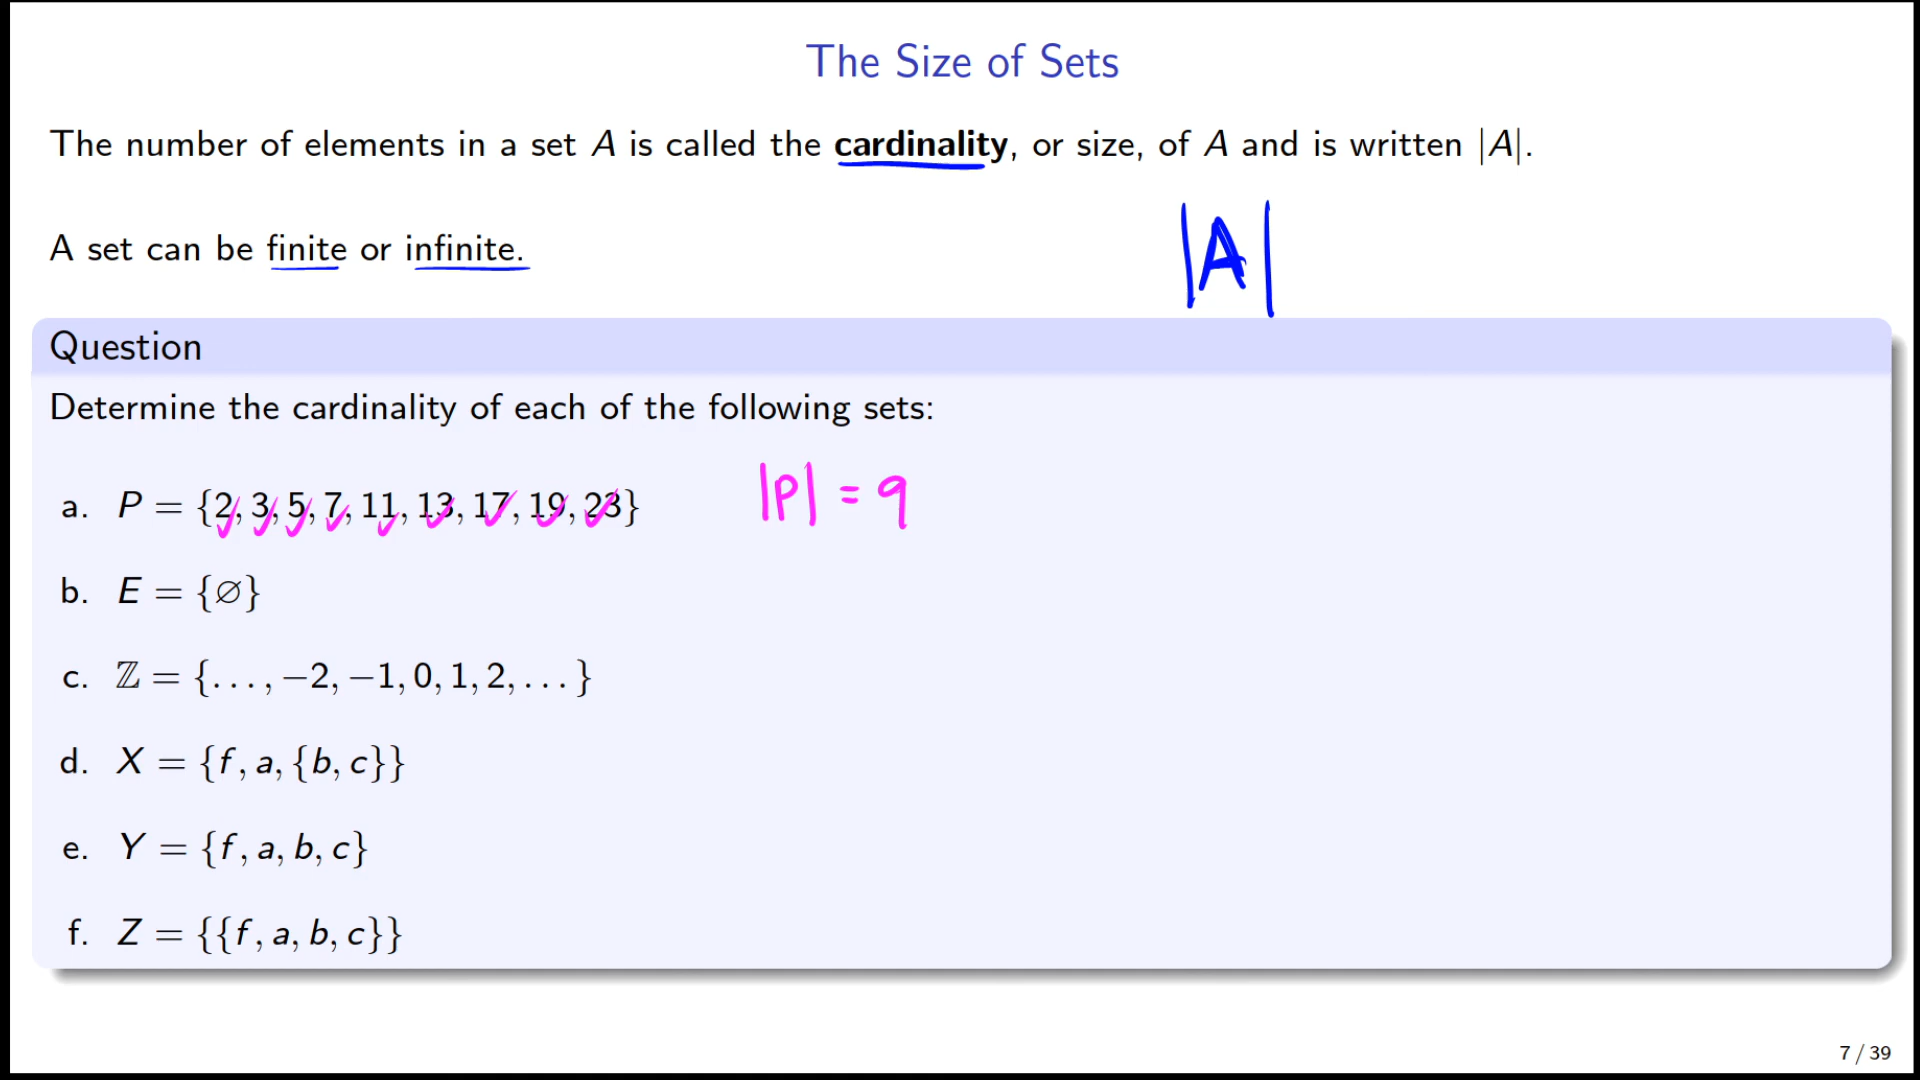 The Size of Sets
The number of elements in a set A is called the cardinality, or size, of A and is written |A|.
A set can be finite or infinite.
|A|
Question
Determine the cardinality of each of the following sets:
a. P = {2, 3, 5, 7, 11, 13, 17, 19, 23} |P| = 9
b. E = {∅}
c. ℤ = {. . . , −2, −1, 0, 1, 2, . . . }
d. X = {f, a, {b, c}}
e. Y = {f, a, b, c}
f. Z = {{f, a, b, c}}
7 / 39